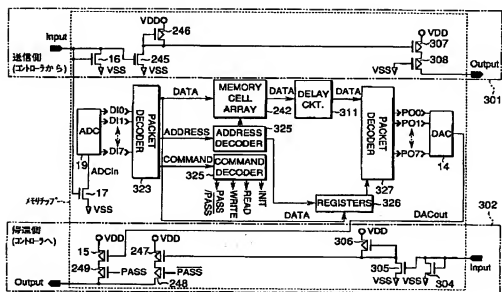 Input
送信側
(コントローラから)
16
VSS
VDD
246
245
VSS
VDD
307
308
VSS
Output
301
ADC
19
DI0
DI1
DI7
PACKET DECODER
323
DATA
MEMORY CELL ARRAY
242
DATA
DELAY CKT.
311
DATA
ADDRESS
ADDRESS DECODER
325
COMMAND
COMMAND DECODER
325
PASS
PASS
WRITE
READ
INIT
PACKET DECODER
327
PO0
PO1
PO7
DAC
14
REGISTERS
326
DATA
ADCin
17
VSS
メモリチップ
DACout
302
帰還側
(コントローラへ)
VDD
15
249
PASS
VDD
247
PASS
248
Output
VDD
306
305
304
VSS
VSS
Input